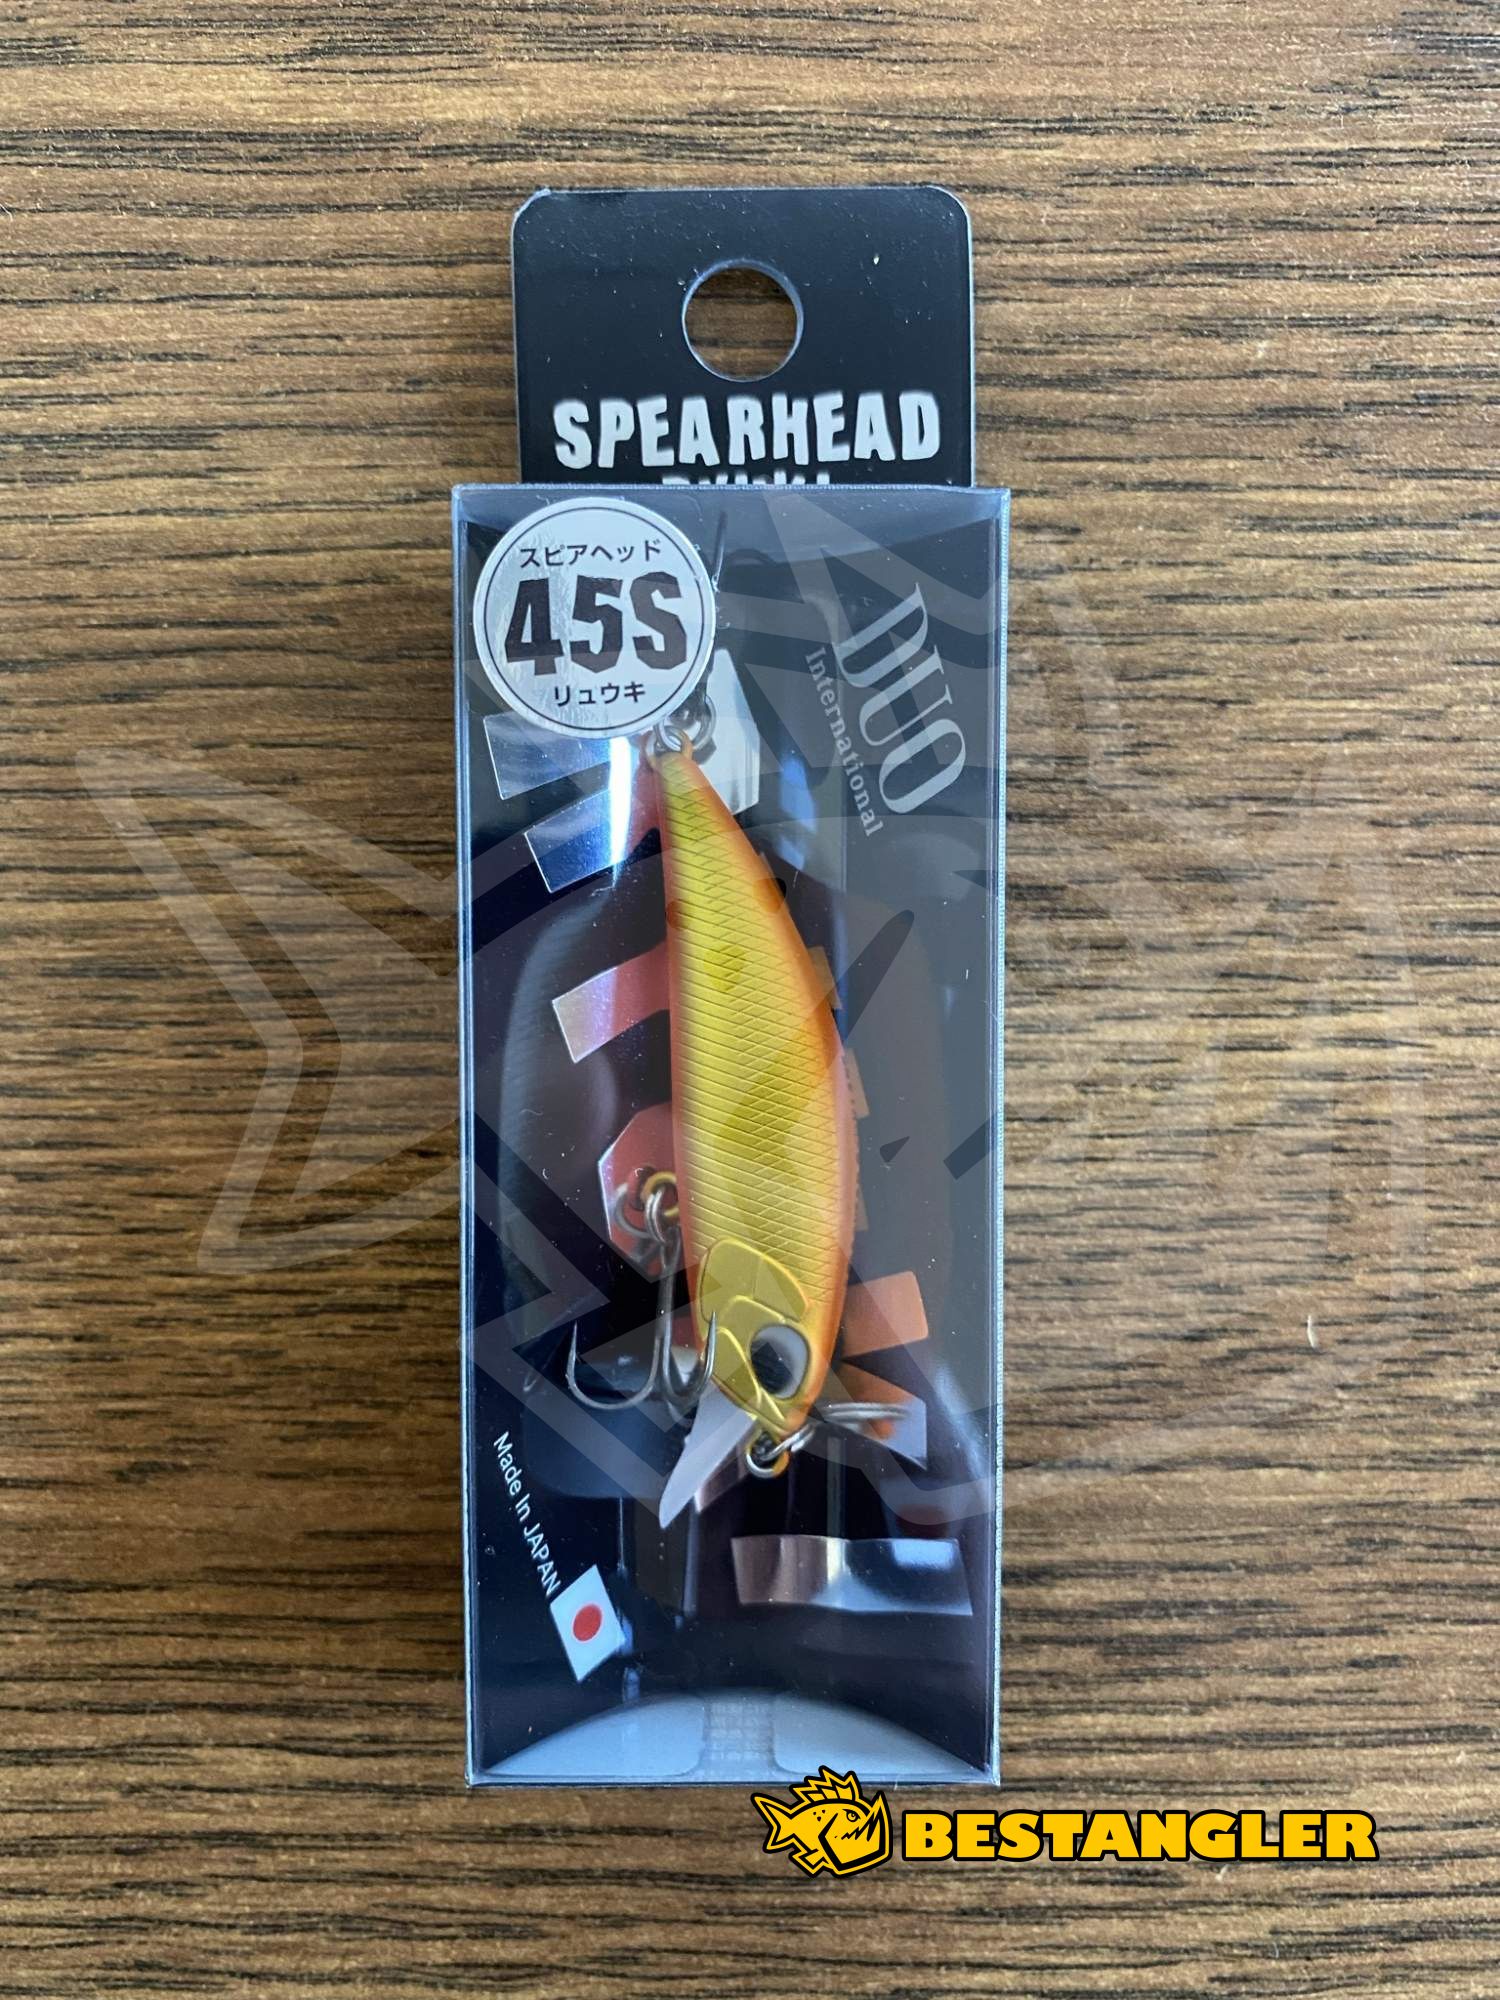 SPEARHEAD
スピアヘッド
45S
リュウキ
DUO
International
Made In JAPAN
BESTANGLER